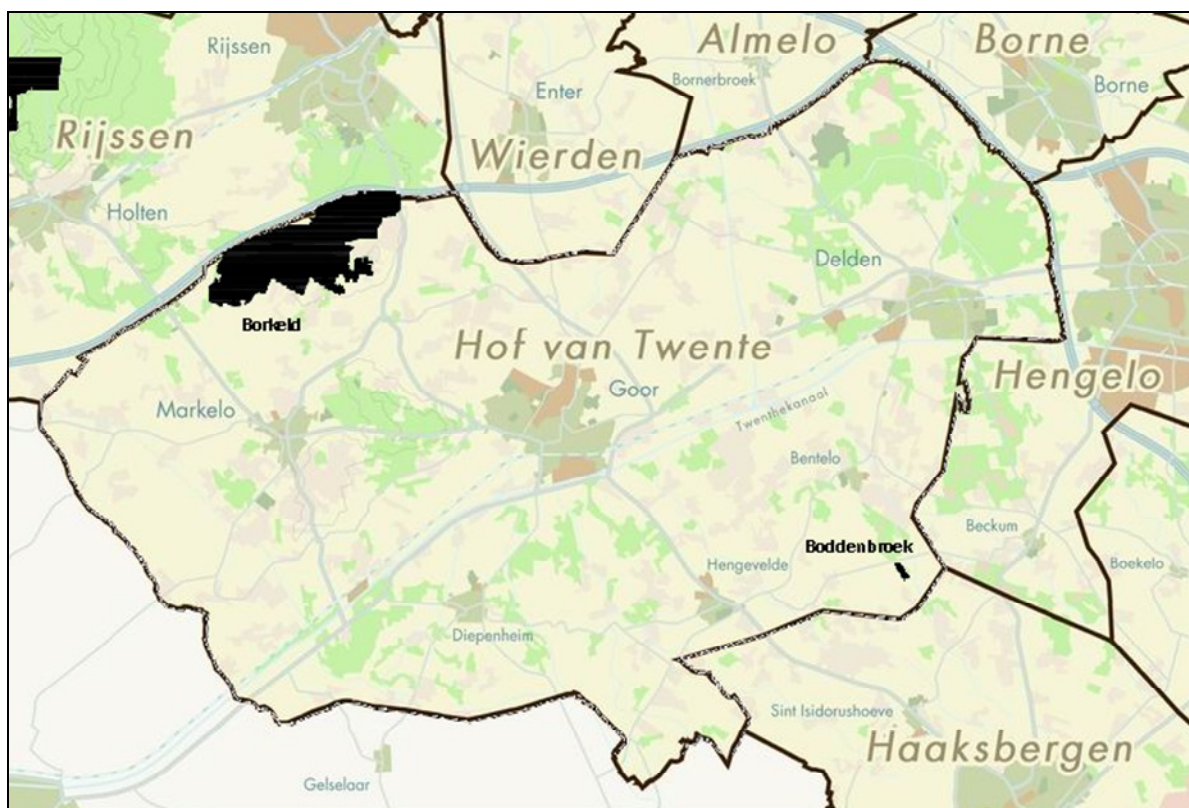 Almelo
Borne
Rijssen
Bornerbroek
Borne
Enter
Rijssen
Wierden
Holten
Delden
Borkeld
Hof van Twente
Hengelo
Goor
Markelo
Twenthekanaal
Bentelo
Beckum
Boddenbroek
Hengevelde
Boekelo
Diepenheim
Sint Isidorushoeve
Haaksbergen
Gelselaar